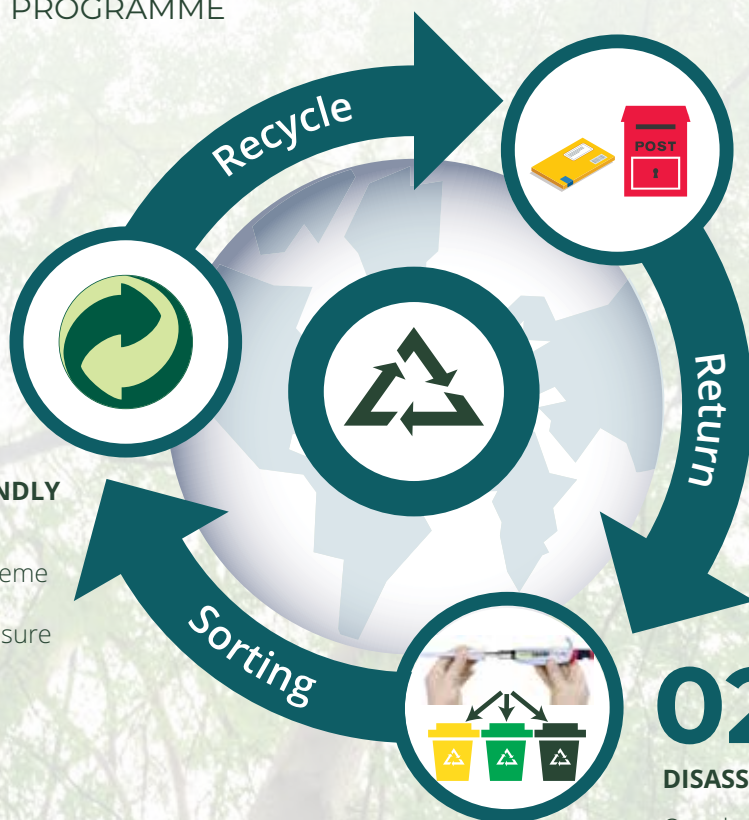 PROGRAMME
Recycle
POST
Return
NDLY
eme
sure
Sorting
02
DISASS